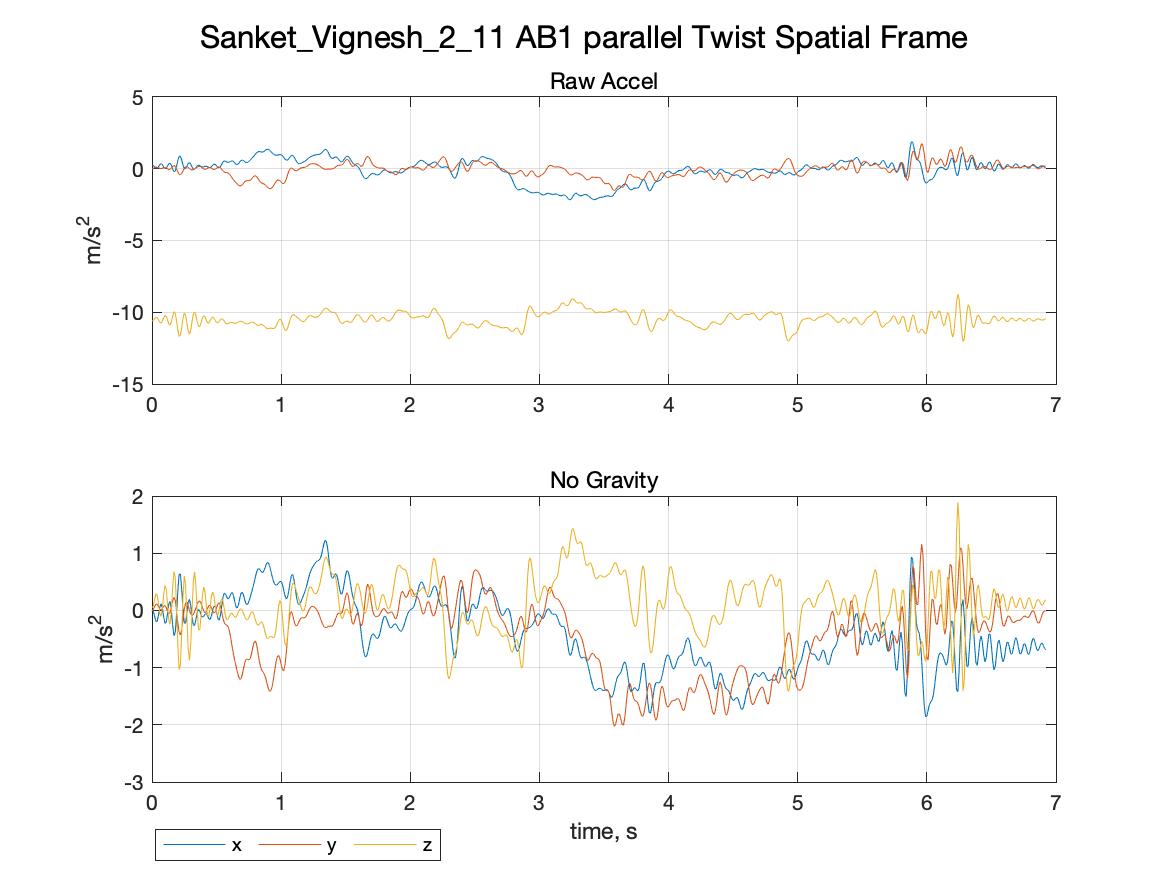 Sanket_Vignesh_2_11 AB1 parallel Twist Spatial Frame
Raw Accel
5
0
-5
-10
-15
m/s²
0 1 2 3 4 5 6 7
No Gravity
2
1
0
-1
-2
-3
m/s²
0 1 2 3 4 5 6 7
time, s
x y z